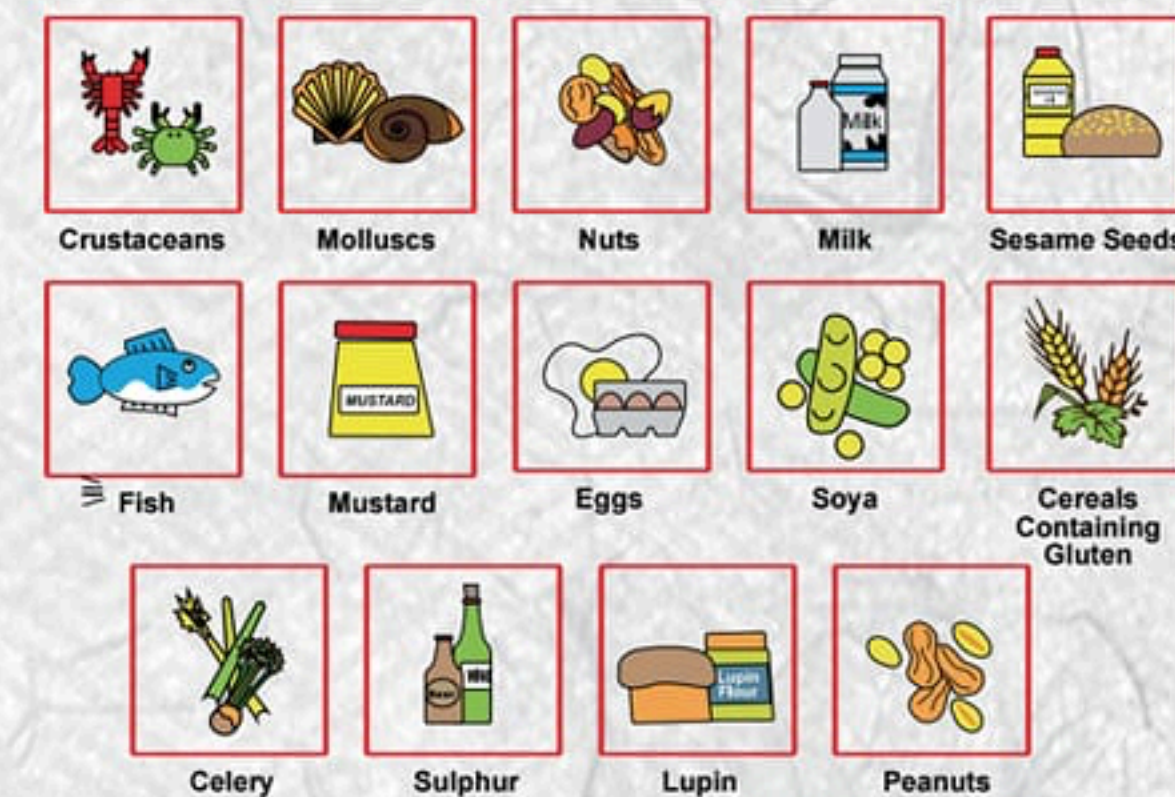 Milk
Crustaceans Molluscs Nuts Milk Sesame Seeds
MUSTARD
Fish Mustard Eggs Soya Cereals
Containing
Gluten
Beer
Lupin
Flour
Celery Sulphur Lupin Peanuts